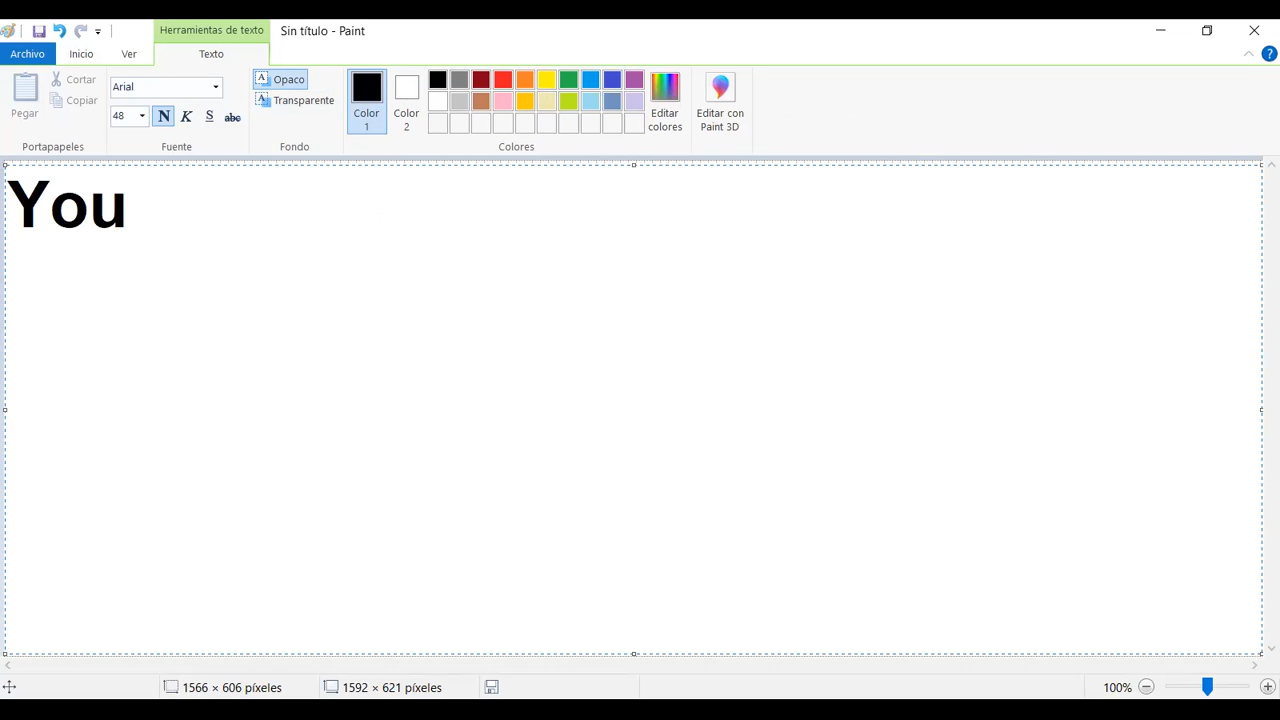 Herramientas de texto
Sin título - Paint
Archivo
Inicio
Ver
Texto
Pegar
Cortar
Copiar
Portapapeles
Arial
48
N K S abc
Fuente
A Opaco
A Transparente
Fondo
Color 1
Color 2
Editar colores
Colores
Editar con Paint 3D
You
1566 × 606 píxeles
1592 × 621 píxeles
100%